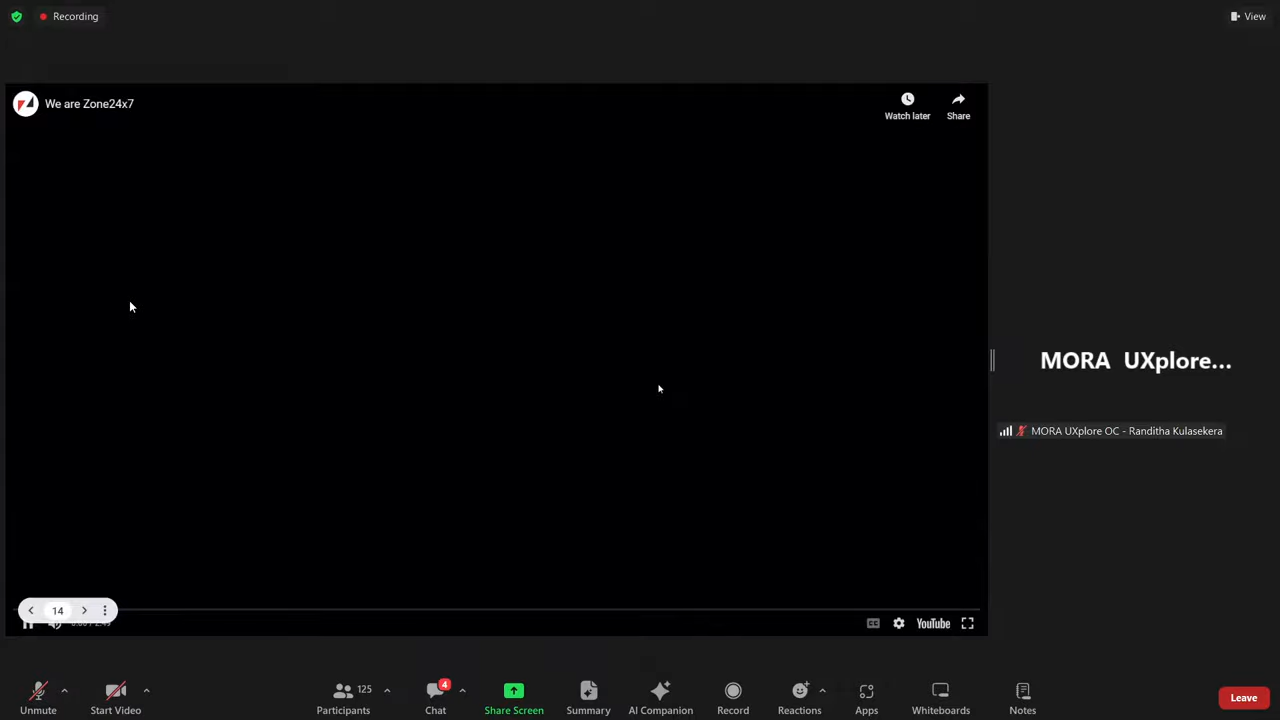 Recording
View
We are Zone24x7
Watch later
Share
MORA UXplore...
MORA UXplore OC - Randitha Kulasekera
14
YouTube
125
4
Unmute
Start Video
Participants
Chat
Share Screen
Summary
AI Companion
Record
Reactions
Apps
Whiteboards
Notes
Leave